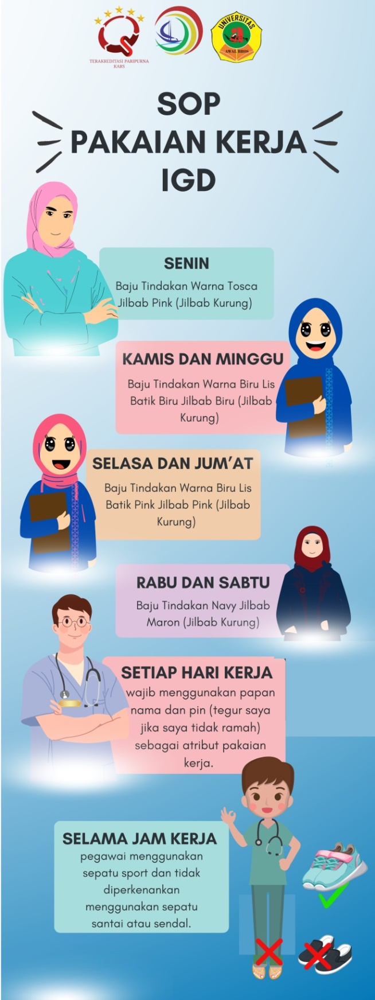 TERAKREDITASI PARIPURNA
KARS
UNIVERSITAS
AWAL BROS
SOP
PAKAIAN KERJA
IGD
SENIN
Baju Tindakan Warna Tosca
Jilbab Pink (Jilbab Kurung)
KAMIS DAN MINGGU
Baju Tindakan Warna Biru Lis
Batik Biru Jilbab Biru (Jilbab
Kurung)
SELASA DAN JUM'AT
Baju Tindakan Warna Biru Lis
Batik Pink Jilbab Pink (Jilbab
Kurung)
RABU DAN SABTU
Baju Tindakan Navy Jilbab
Maron (Jilbab Kurung)
SETIAP HARI KERJA
wajib menggunakan papan
nama dan pin (tegur saya
jika saya tidak ramah)
sebagai atribut pakaian
kerja.
SELAMA JAM KERJA
pegawai menggunakan
sepatu sport dan tidak
diperkenankan
menggunakan sepatu
santai atau sendal.